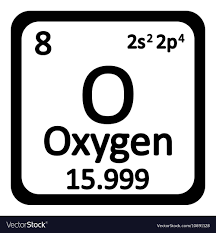 8 2s² 2p⁴
O
Oxygen
15.999
VectorStock®